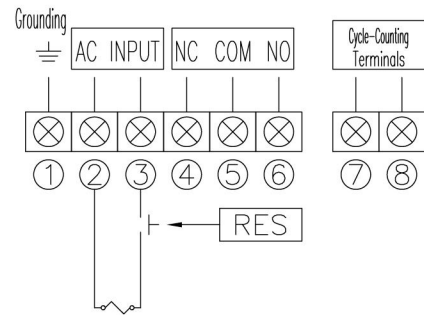 Grounding
AC INPUT
NC COM NO
Cycle-Counting
Terminals
① ② ③ ④ ⑤ ⑥ ⑦ ⑧
RES